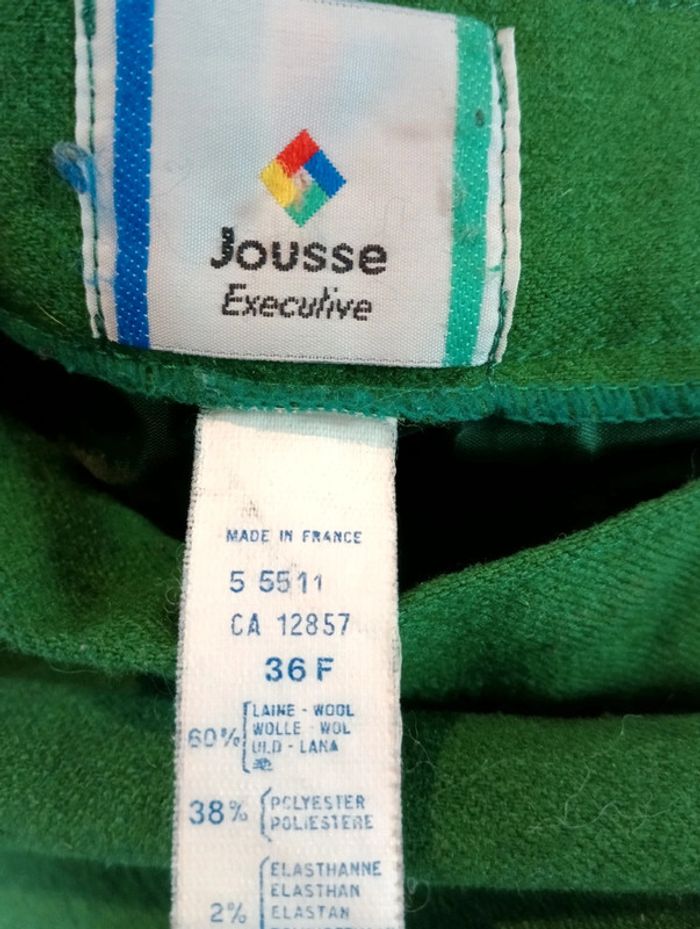 Jousse
Executive
MADE IN FRANCE
5 5511
CA 12857
36 F
LAINE - WOOL
WOLLE - WOL
60% ULD - LANA
38% POLYESTER
POLIESTERE
ELASTHANNE
ELASTHAN
2% ELASTAN